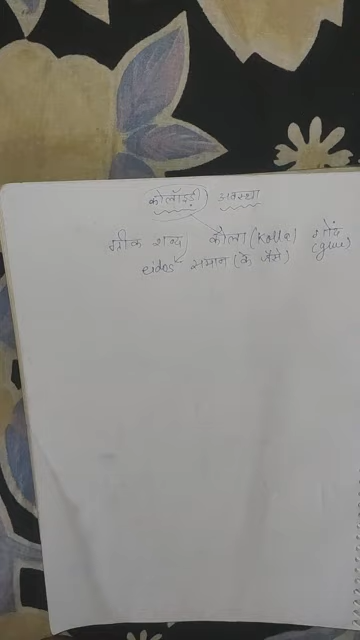 कोलॉइडी अवस्था
ग्रीक शब्द कोला (Kolla) गोंद
eidos समान (के जैसे) (glue)